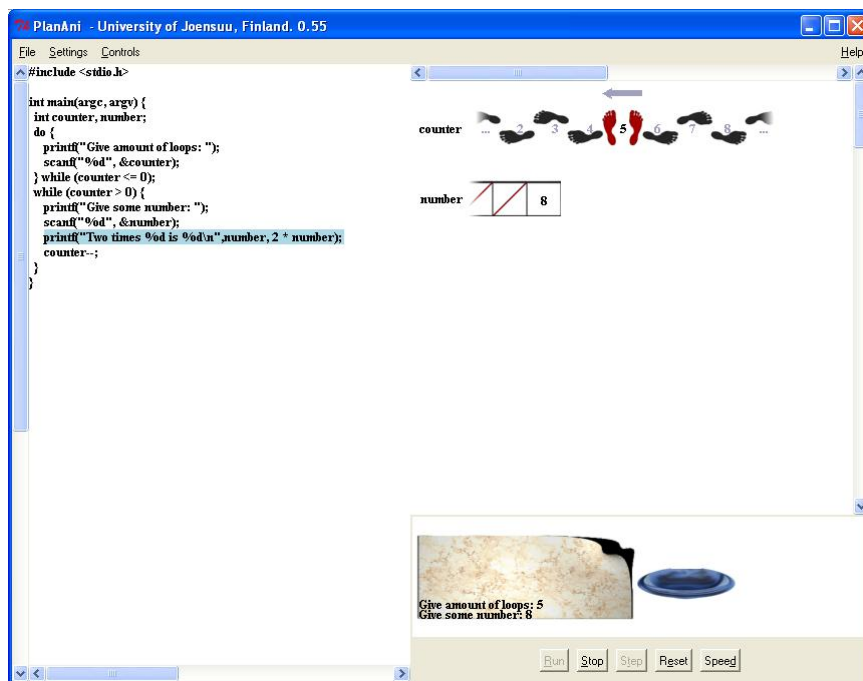 PlanAni - University of Joensuu, Finland. 0.55
File Settings Controls Help
#include <stdio.h>
int main(argc, argv) {
int counter, number;
do {
printf("Give amount of loops: ");
scanf("%d", &counter);
} while (counter <= 0);
while (counter > 0) {
printf("Give some number: ");
scanf("%d", &number);
printf("Two times %d is %d\n",number, 2 * number);
counter--;
}
}
counter ... 2 3 4 5 6 7 8 ...
number 8
Give amount of loops: 5
Give some number: 8
Run Stop Step Reset Speed